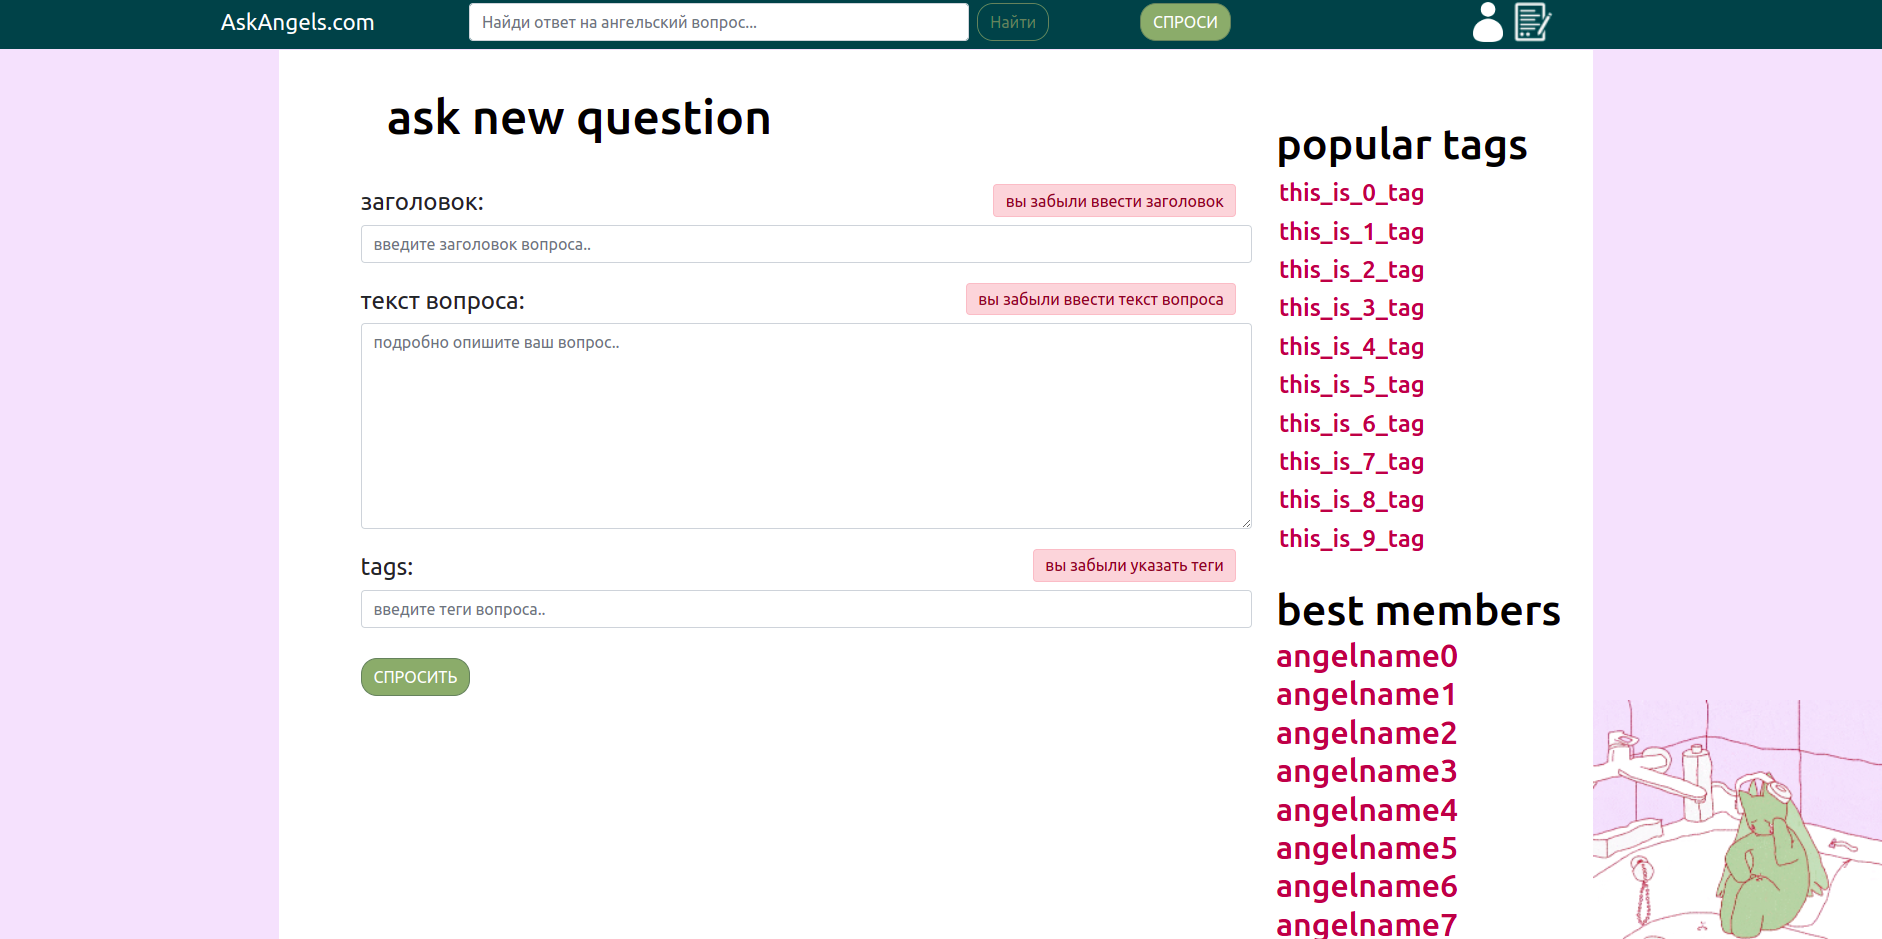 AskAngels.com
Найди ответ на ангельский вопрос...
Найти
СПРОСИ
ask new question
заголовок:
вы забыли ввести заголовок
введите заголовок вопроса..
текст вопроса:
вы забыли ввести текст вопроса
подробно опишите ваш вопрос..
tags:
вы забыли указать теги
введите теги вопроса..
СПРОСИТЬ
popular tags
this_is_0_tag
this_is_1_tag
this_is_2_tag
this_is_3_tag
this_is_4_tag
this_is_5_tag
this_is_6_tag
this_is_7_tag
this_is_8_tag
this_is_9_tag
best members
angelname0
angelname1
angelname2
angelname3
angelname4
angelname5
angelname6
angelname7